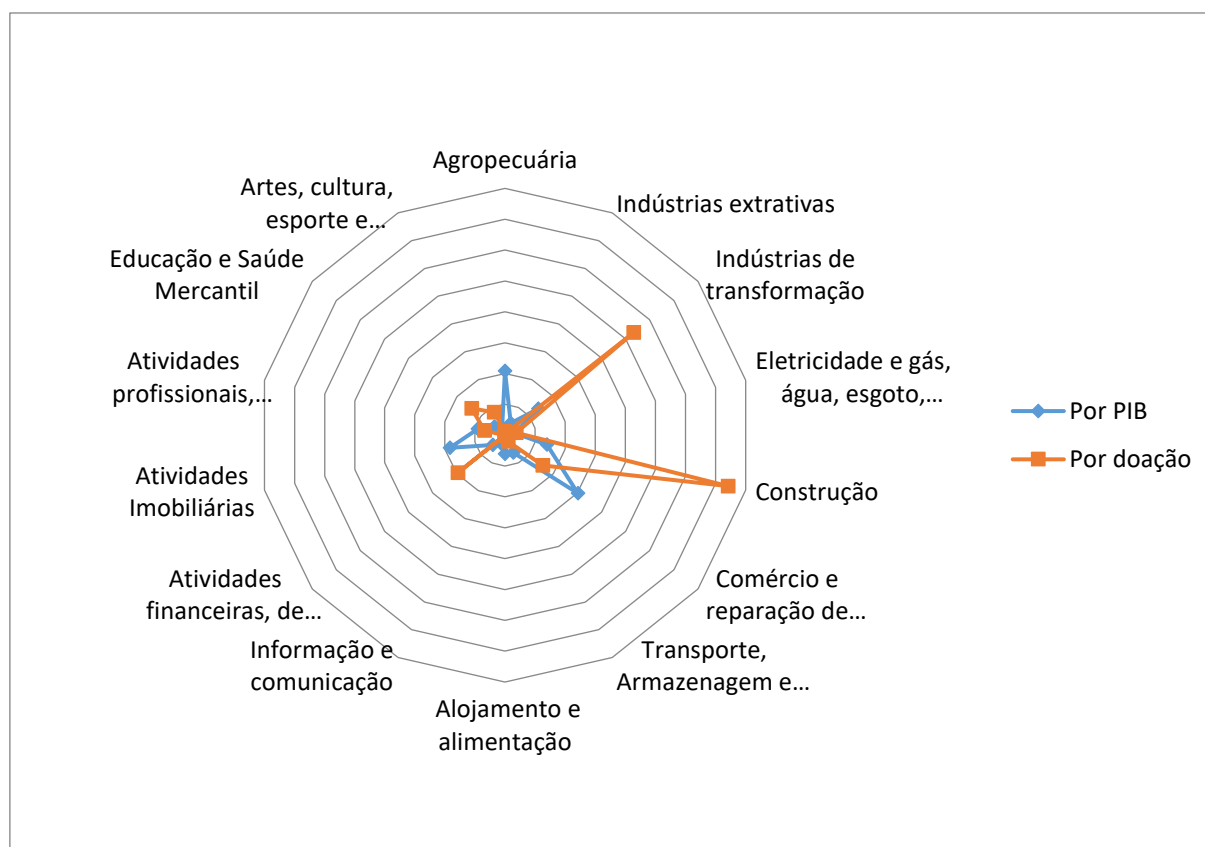 Agropecuária
Indústrias extrativas
Indústrias de
transformação
Eletricidade e gás,
água, esgoto,...
Construção
Comércio e
reparação de...
Transporte,
Armazenagem e...
Alojamento e
alimentação
Informação e
comunicação
Atividades
financeiras, de...
Atividades
Imobiliárias
Atividades
profissionais,...
Educação e Saúde
Mercantil
Artes, cultura,
esporte e...
Por PIB
Por doação